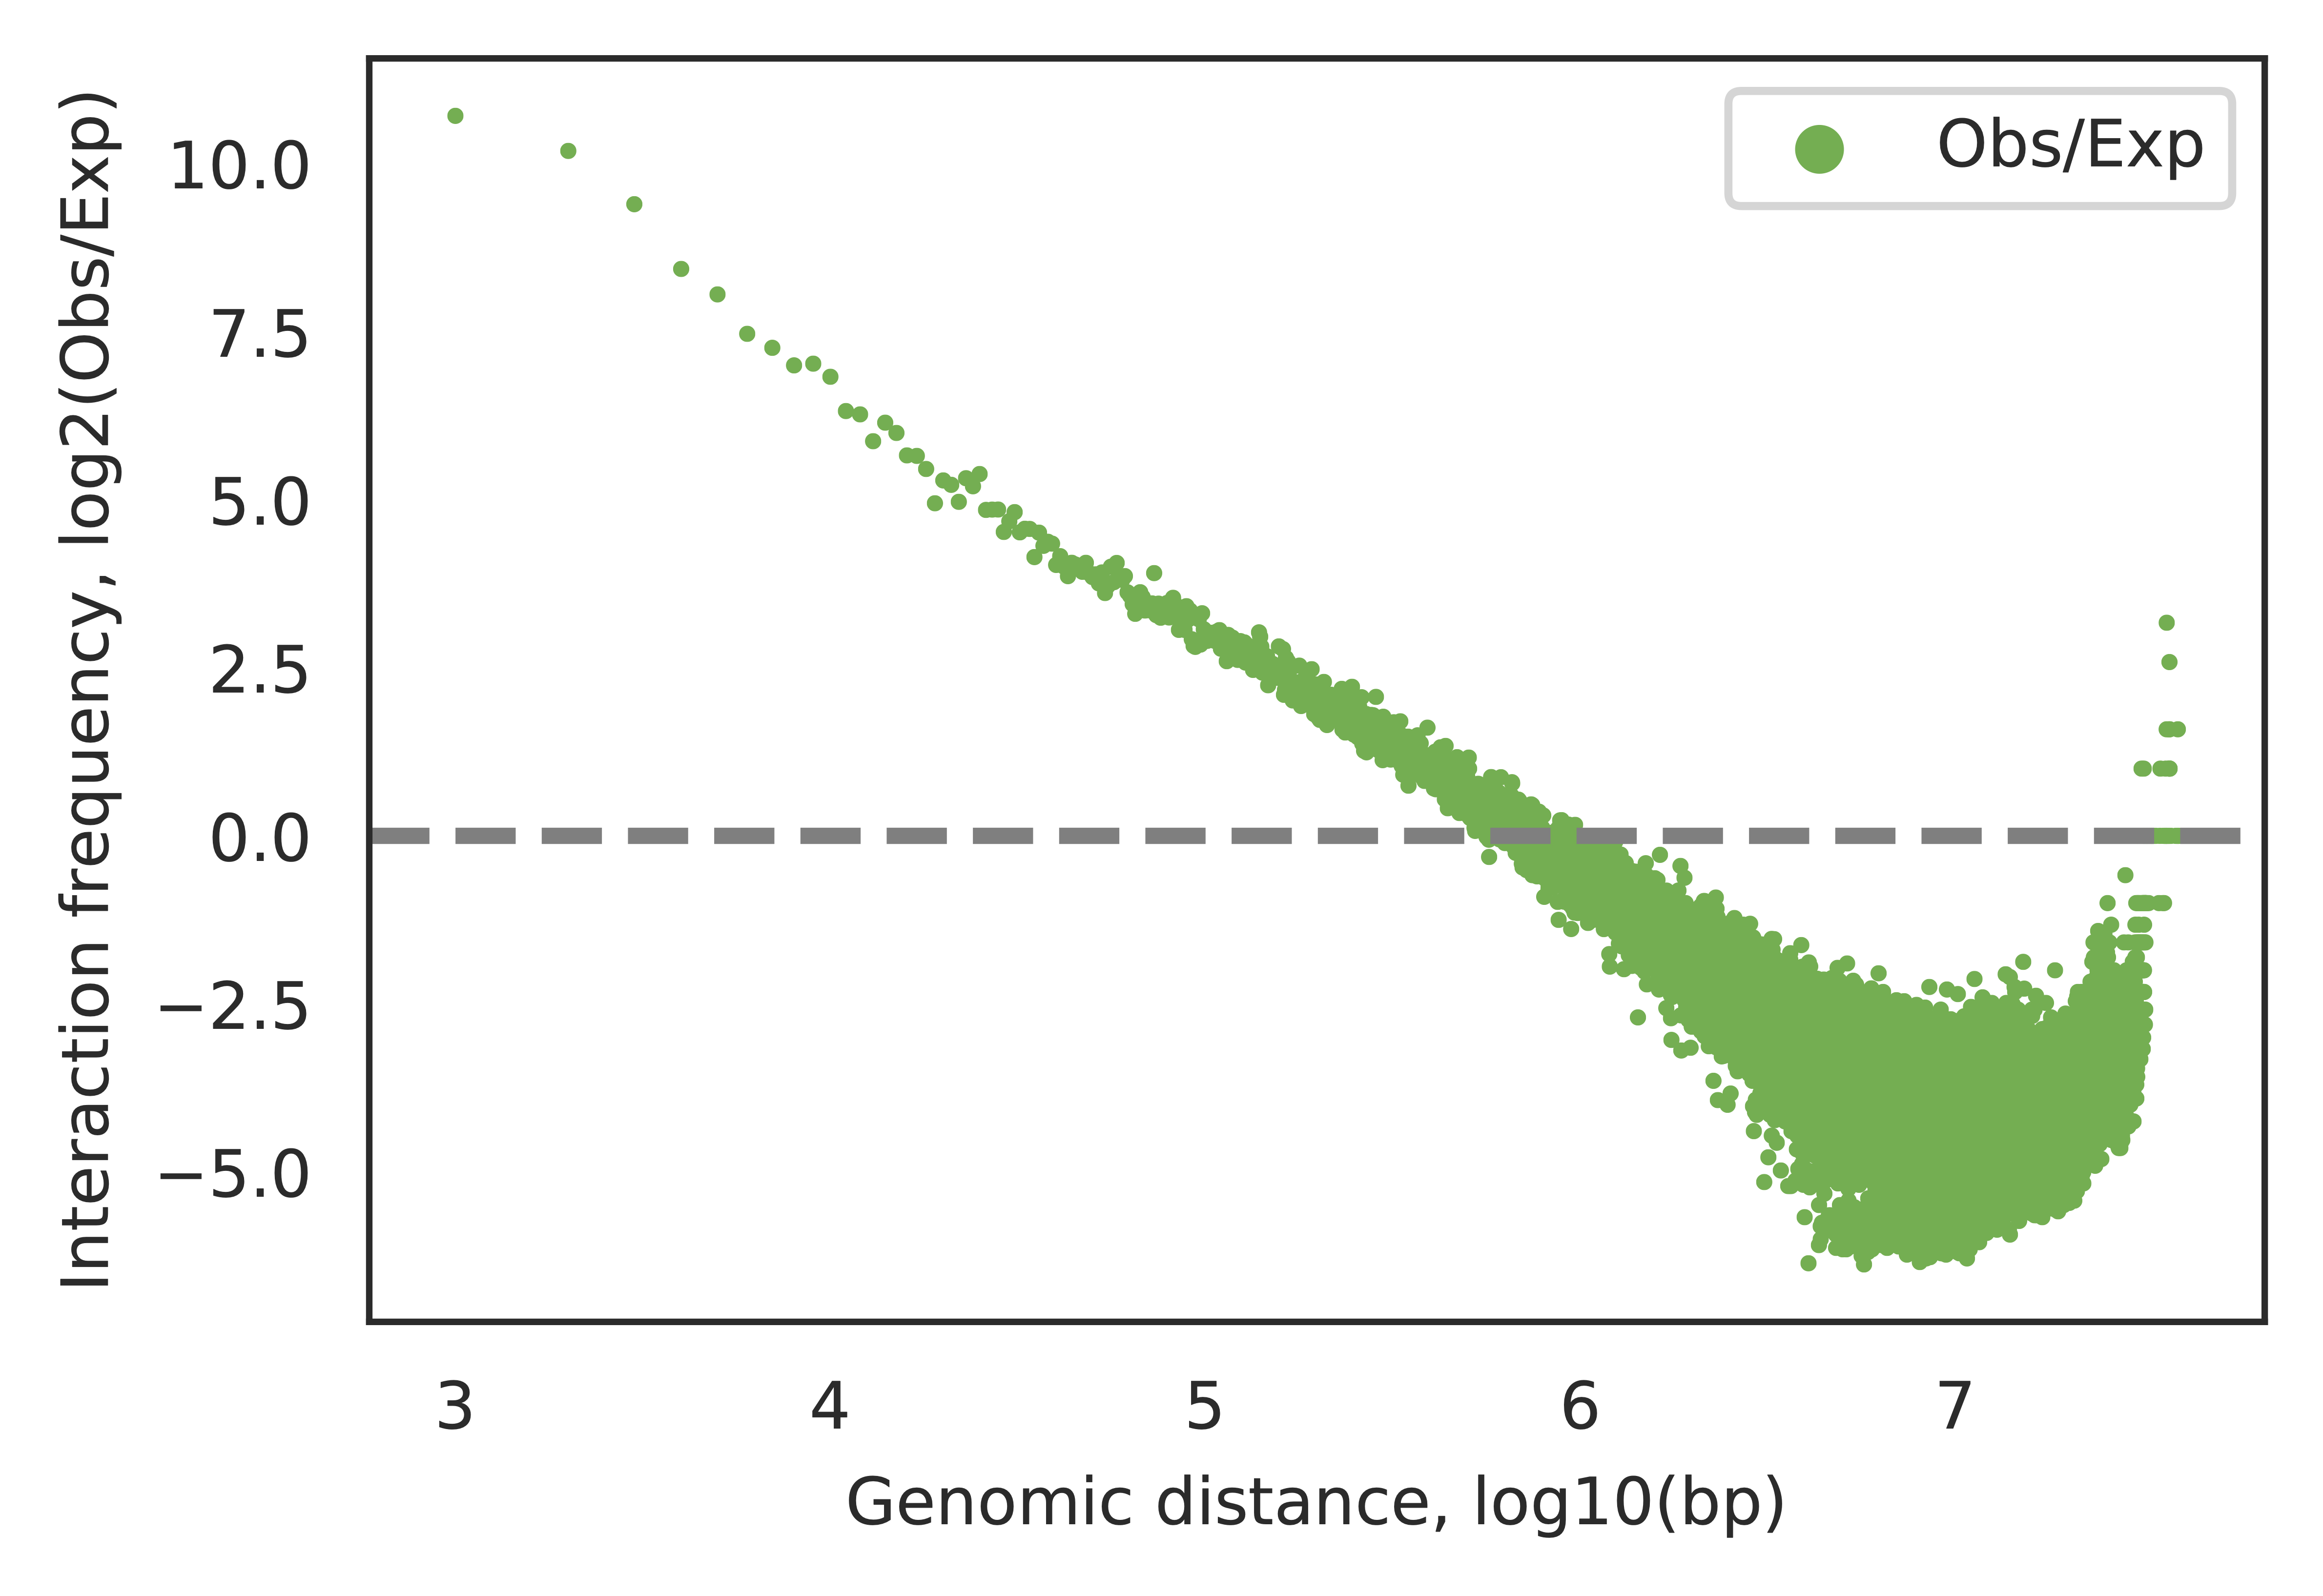 Interaction frequency, log2(Obs/Exp)
10.0
7.5
5.0
2.5
0.0
−2.5
−5.0
Obs/Exp
3 4 5 6 7
Genomic distance, log10(bp)